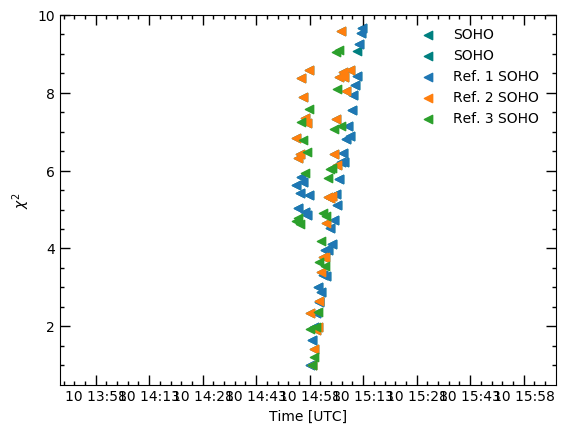 10
8
6
4
2
χ²
SOHO
SOHO
Ref. 1 SOHO
Ref. 2 SOHO
Ref. 3 SOHO
10 13:58
10 14:13
10 14:28
10 14:43
10 14:58
10 15:13
10 15:28
10 15:43
10 15:58
Time [UTC]